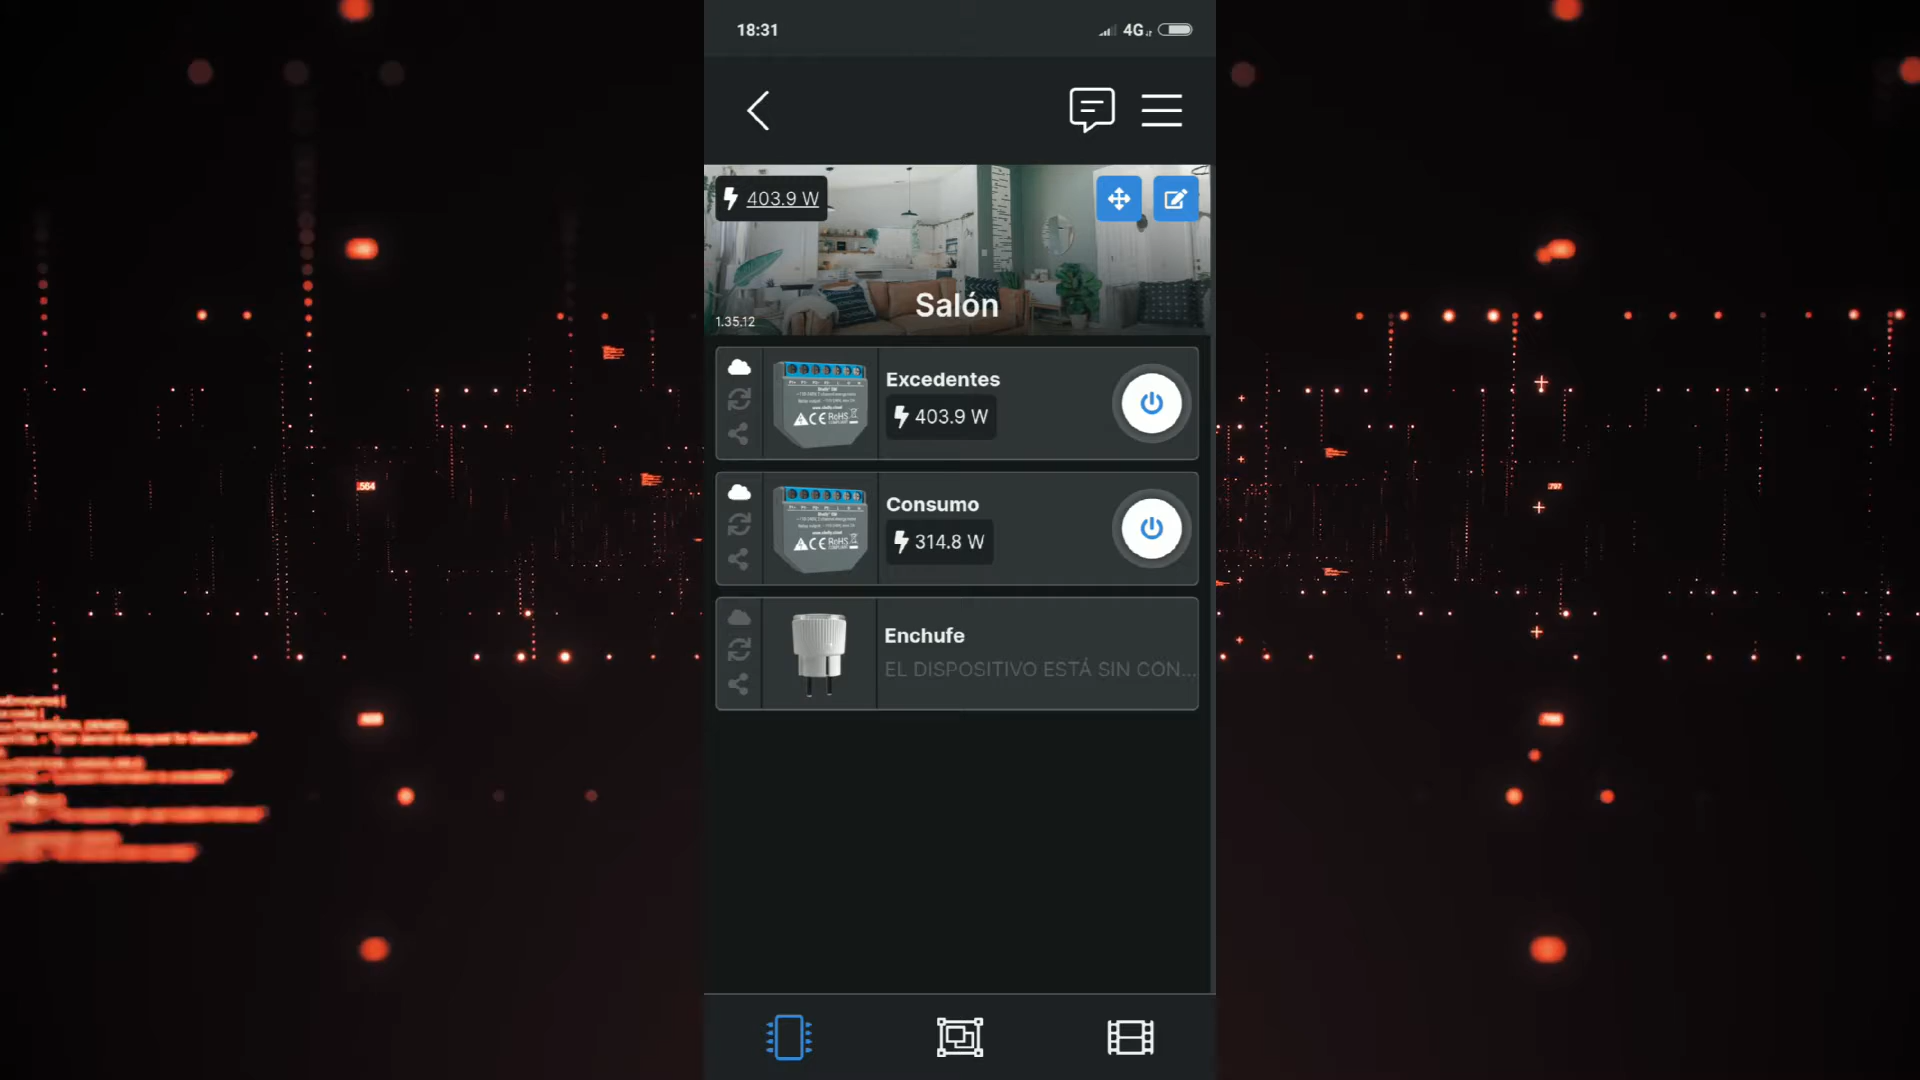 18:31
4G
403.9 W
Salón
1.35.12
Excedentes
403.9 W
Consumo
314.8 W
Enchufe
EL DISPOSITIVO ESTÁ SIN CON...